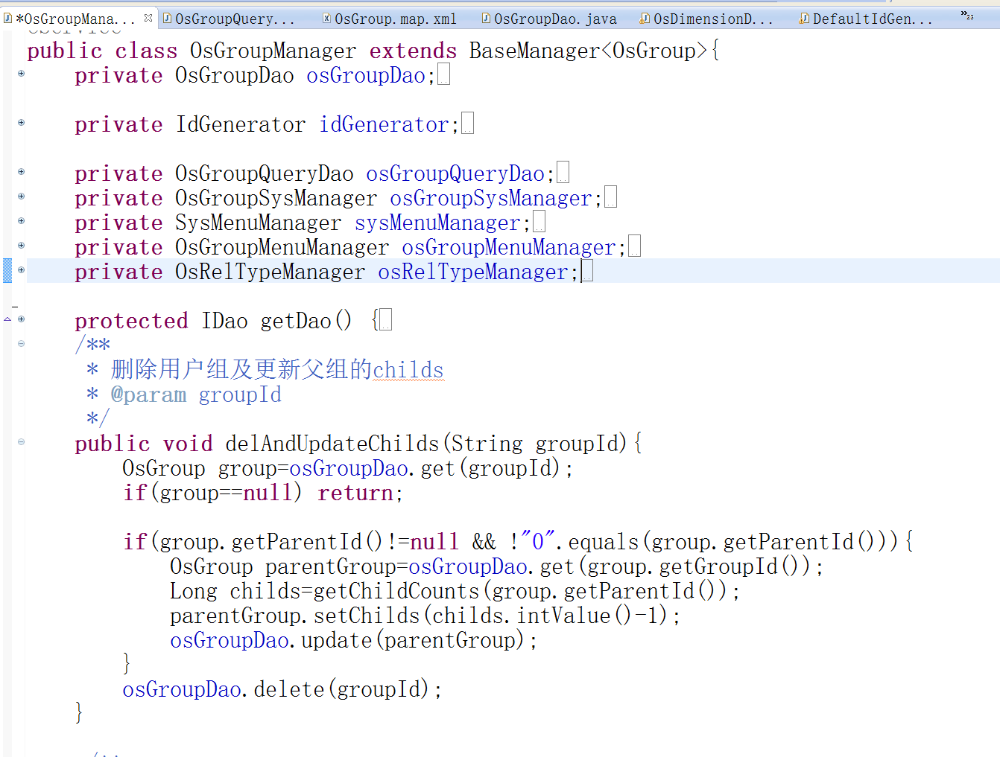 *OsGroupMana...
OsGroupQuery...
OsGroup.map.xml
OsGroupDao.java
OsDimensionD...
DefaultIdGen...
»23
public class OsGroupManager extends BaseManager<OsGroup>{
private OsGroupDao osGroupDao;
private IdGenerator idGenerator;
private OsGroupQueryDao osGroupQueryDao;
private OsGroupSysManager osGroupSysManager;
private SysMenuManager sysMenuManager;
private OsGroupMenuManager osGroupMenuManager;
private OsRelTypeManager osRelTypeManager;
protected IDao getDao() {
/**
* 删除用户组及更新父组的childs
* @param groupId
*/
public void delAndUpdateChilds(String groupId){
OsGroup group=osGroupDao.get(groupId);
if(group==null) return;
if(group.getParentId()!=null && !"0".equals(group.getParentId())){
OsGroup parentGroup=osGroupDao.get(group.getGroupId());
Long childs=getChildCounts(group.getParentId());
parentGroup.setChilds(childs.intValue()-1);
osGroupDao.update(parentGroup);
}
osGroupDao.delete(groupId);
}